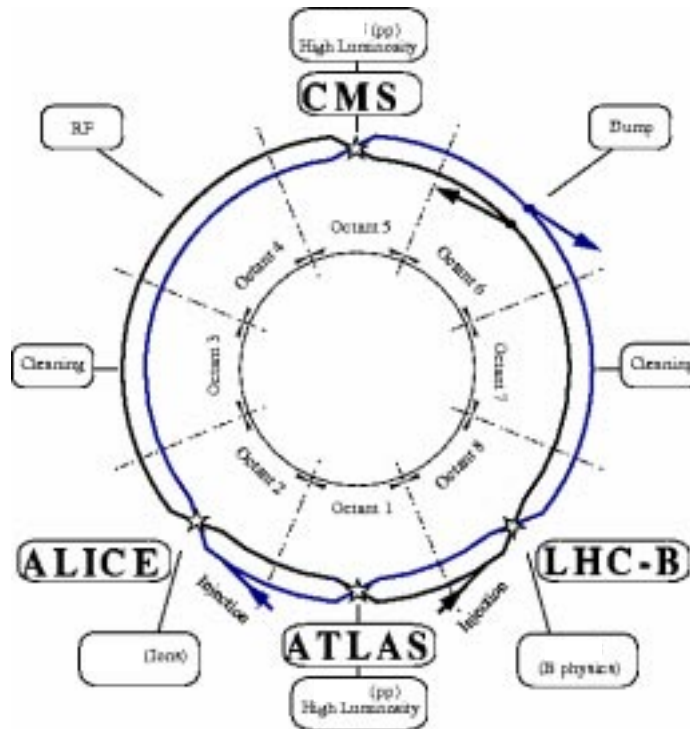 (pp)
High Luminosity
CMS
RF
Dump
Octant 5
Octant 4
Octant 6
Cleaning
Octant 3
Octant 7
Cleaning
Octant 2
Octant 8
Octant 1
ALICE
LHC-B
Injection
Injection
(Ions)
ATLAS
(B physics)
(pp)
High Luminosity